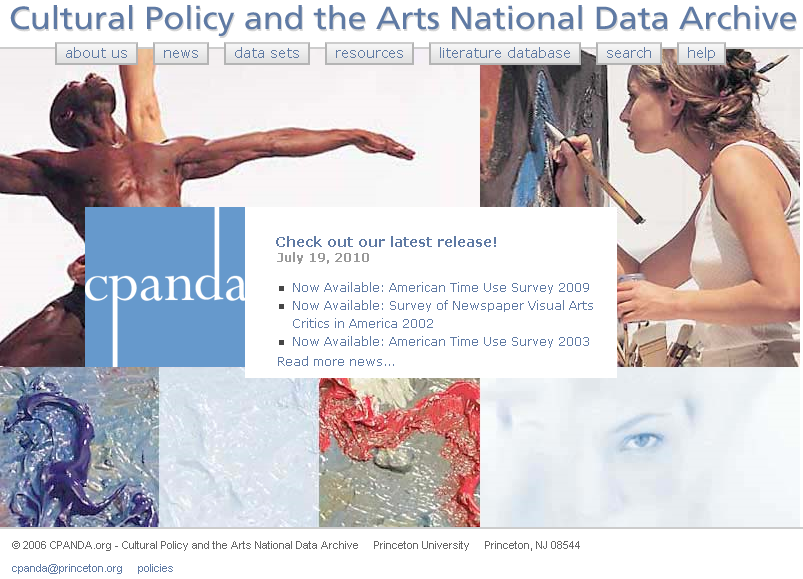 Cultural Policy and the Arts National Data Archive
about us news data sets resources literature database search help
cpanda
Check out our latest release!
July 19, 2010
Now Available: American Time Use Survey 2009
Now Available: Survey of Newspaper Visual Arts
Critics in America 2002
Now Available: American Time Use Survey 2003
Read more news...
© 2006 CPANDA.org - Cultural Policy and the Arts National Data Archive Princeton University Princeton, NJ 08544
cpanda@princeton.org policies